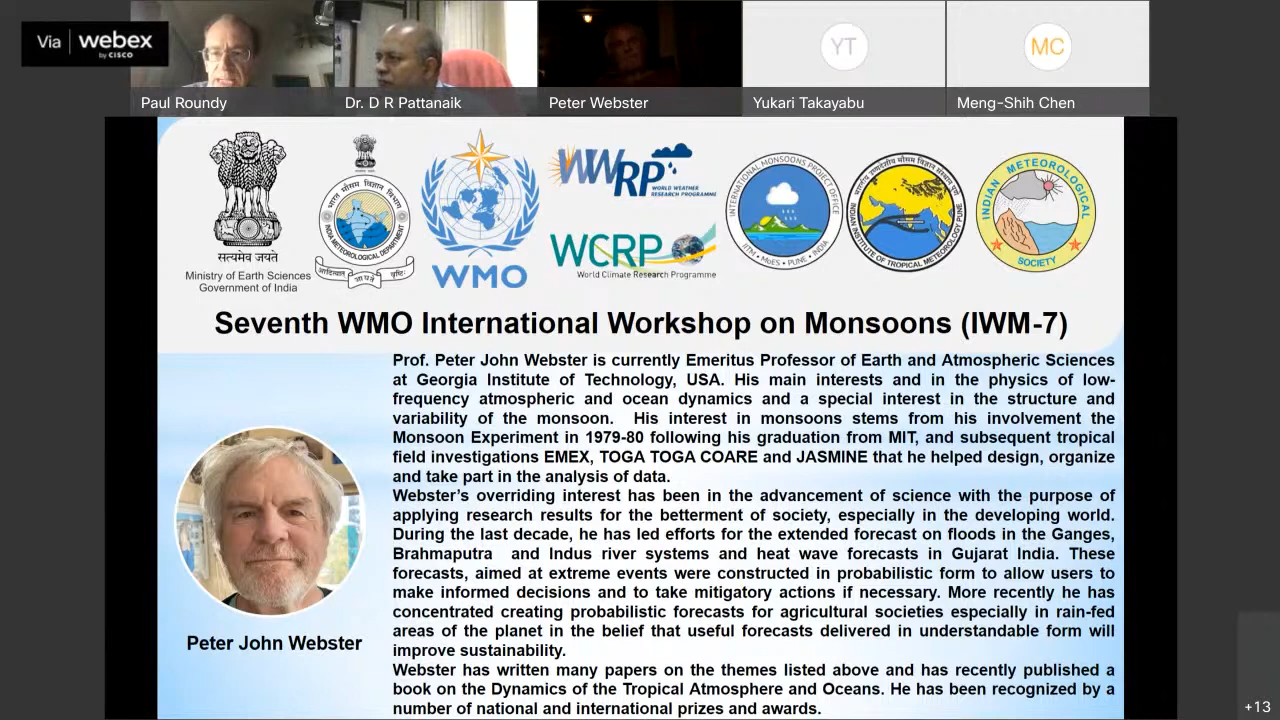 Via webex
by CISCO
Paul Roundy
Dr. D R Pattanaik
Peter Webster
YT
Yukari Takayabu
MC
Meng-Shih Chen
सत्यमेव जयते
Ministry of Earth Sciences
Government of India
भारत मौसम विज्ञान विभाग
INDIA METEOROLOGICAL DEPARTMENT
WMO
WWRP
WORLD WEATHER
RESEARCH PROGRAMME
WCRP
World Climate Research Programme
INTERNATIONAL MONSOONS PROJECT OFFICE
IITM • MoES • PUNE, INDIA
INDIAN INSTITUTE OF TROPICAL METEOROLOGY PUNE
INDIAN METEOROLOGICAL
SOCIETY
Seventh WMO International Workshop on Monsoons (IWM-7)
Prof. Peter John Webster is currently Emeritus Professor of Earth and Atmospheric Sciences
at Georgia Institute of Technology, USA. His main interests and in the physics of low-
frequency atmospheric and ocean dynamics and a special interest in the structure and
variability of the monsoon. His interest in monsoons stems from his involvement the
Monsoon Experiment in 1979-80 following his graduation from MIT, and subsequent tropical
field investigations EMEX, TOGA TOGA COARE and JASMINE that he helped design, organize
and take part in the analysis of data.
Webster's overriding interest has been in the advancement of science with the purpose of
applying research results for the betterment of society, especially in the developing world.
During the last decade, he has led efforts for the extended forecast on floods in the Ganges,
Brahmaputra and Indus river systems and heat wave forecasts in Gujarat India. These
forecasts, aimed at extreme events were constructed in probabilistic form to allow users to
make informed decisions and to take mitigatory actions if necessary. More recently he has
concentrated creating probabilistic forecasts for agricultural societies especially in rain-fed
areas of the planet in the belief that useful forecasts delivered in understandable form will
improve sustainability.
Webster has written many papers on the themes listed above and has recently published a
book on the Dynamics of the Tropical Atmosphere and Oceans. He has been recognized by a
number of national and international prizes and awards.
Peter John Webster
+13